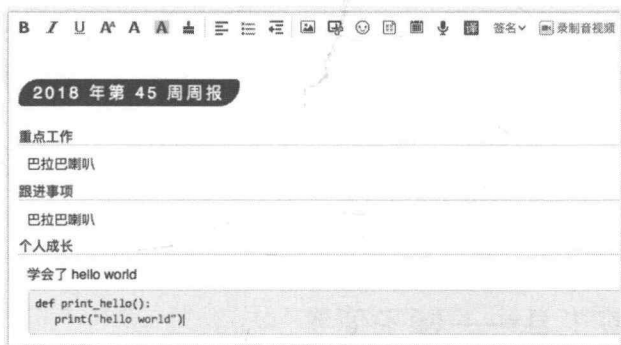 B I U AA A A 译 签名 录制音视频
2018 年第 45 周周报
重点工作
巴拉巴喇叭
跟进事项
巴拉巴喇叭
个人成长
学会了 hello world
def print_hello():
print("hello world")